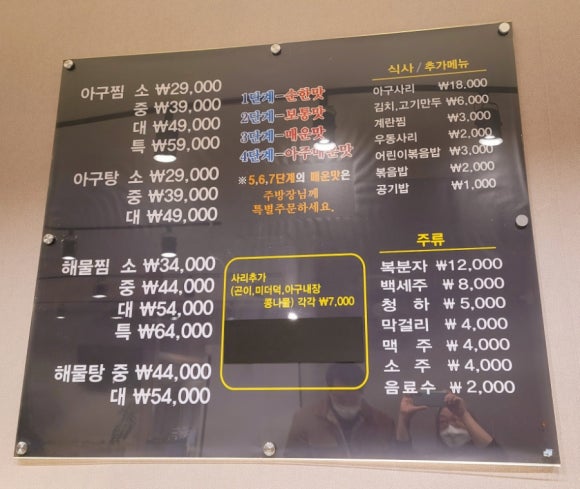 아구찜 소 ₩29,000
중 ₩39,000
대 ₩49,000
특 ₩59,000
아구탕 소 ₩29,000
중 ₩39,000
대 ₩49,000
해물찜 소 ₩34,000
중 ₩44,000
대 ₩54,000
특 ₩64,000
해물탕 중 ₩44,000
대 ₩54,000
1단계-순한맛
2단계-보통맛
3단계-매운맛
4단계-아주매운맛
※5,6,7단계의 매운맛은
주방장님께
특별주문하세요.
사리추가
(곤이,미더덕,아구내장
콩나물) 각각 ₩7,000
식사 / 추가메뉴
아구사리 ₩18,000
김치,고기만두 ₩6,000
계란찜 ₩3,000
우동사리 ₩2,000
어린이볶음밥 ₩3,000
볶음밥 ₩2,000
공기밥 ₩1,000
주류
복분자 ₩12,000
백세주 ₩8,000
청 하 ₩5,000
막걸리 ₩4,000
맥 주 ₩4,000
소 주 ₩4,000
음료수 ₩2,000